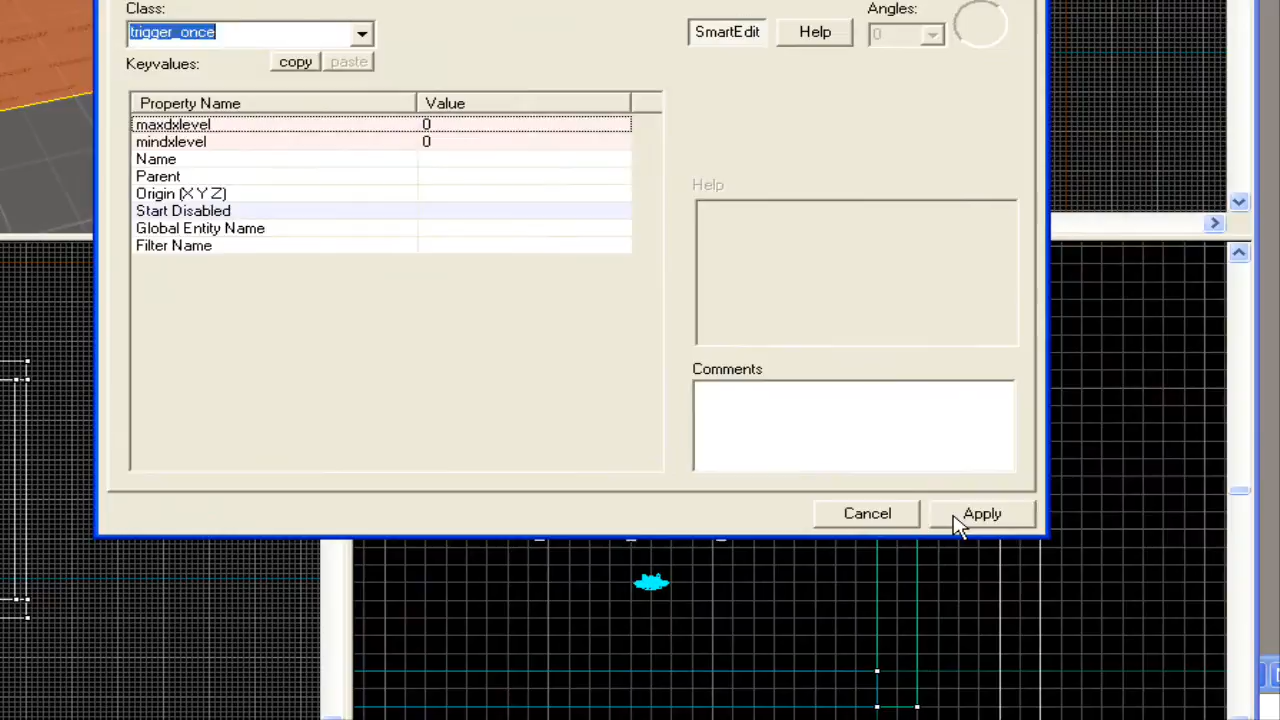 Class:
Angles:
trigger_once
SmartEdit
Help
0
Keyvalues:
copy
paste
Property Name
Value
maxdxlevel
0
mindxlevel
0
Name
Parent
Origin (X Y Z)
Start Disabled
Global Entity Name
Filter Name
Help
Comments
Cancel
Apply